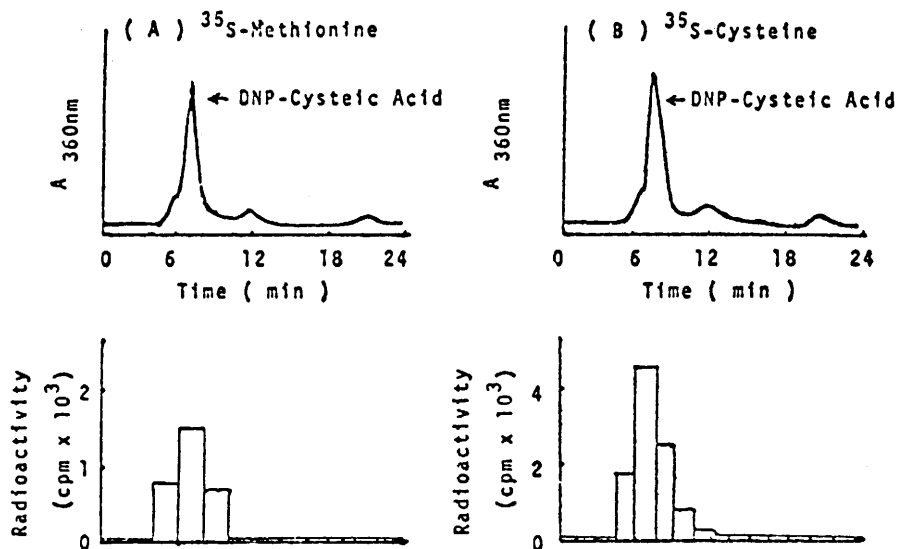 ( A ) ³⁵S-Methionine
← DNP-Cysteic Acid
A 360nm
0 6 12 18 24
Time ( min )
( B ) ³⁵S-Cysteine
←DNP-Cysteic Acid
A 360nm
0 6 12 18 24
Time ( min )
Radioactivity
(cpm x 10³)
2
1
0
Radioactivity
(cpm x 10³)
4
2
0